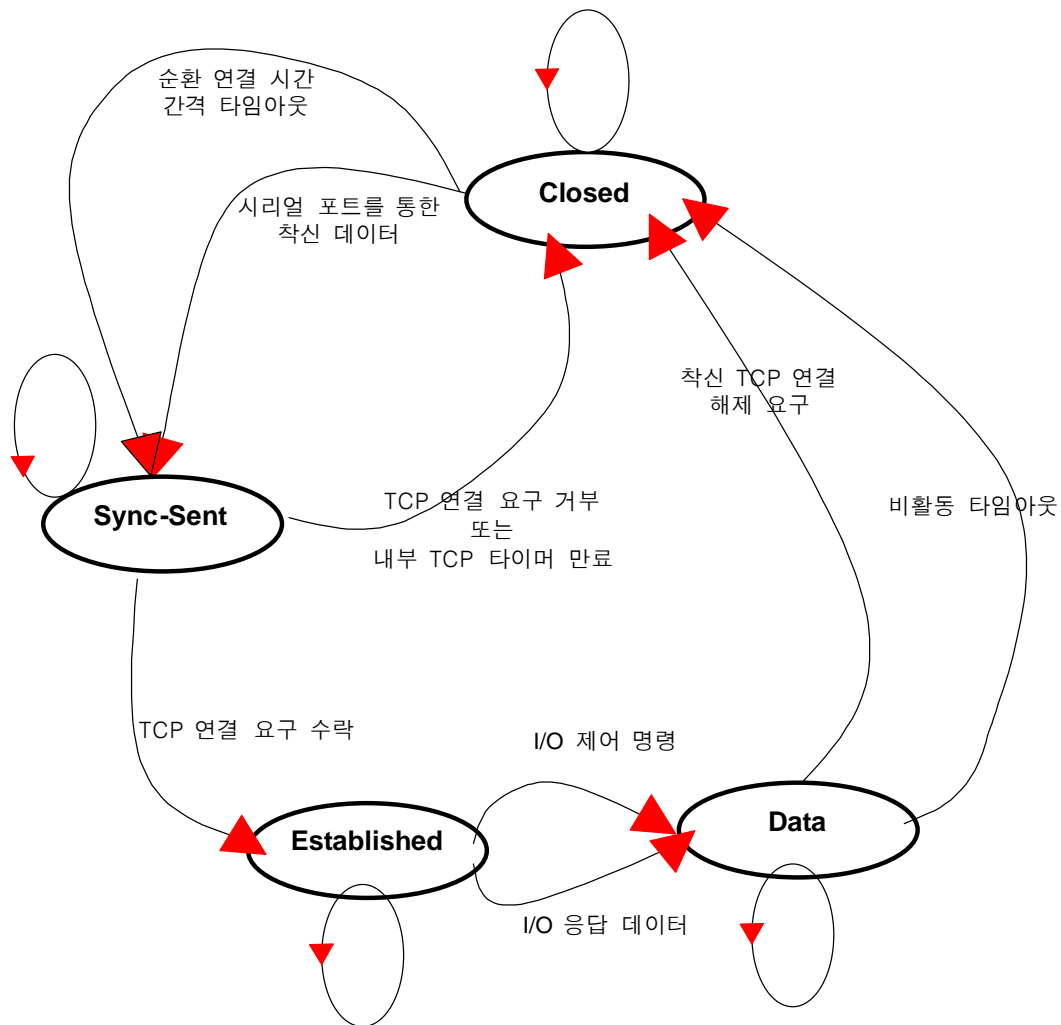 순환 연결 시간
간격 타임아웃
Closed
시리얼 포트를 통한
착신 데이터
착신 TCP 연결
해제 요구
TCP 연결 요구 거부
또는
내부 TCP 타이머 만료
비활동 타임아웃
Sync-Sent
TCP 연결 요구 수락
I/O 제어 명령
Established
Data
I/O 응답 데이터